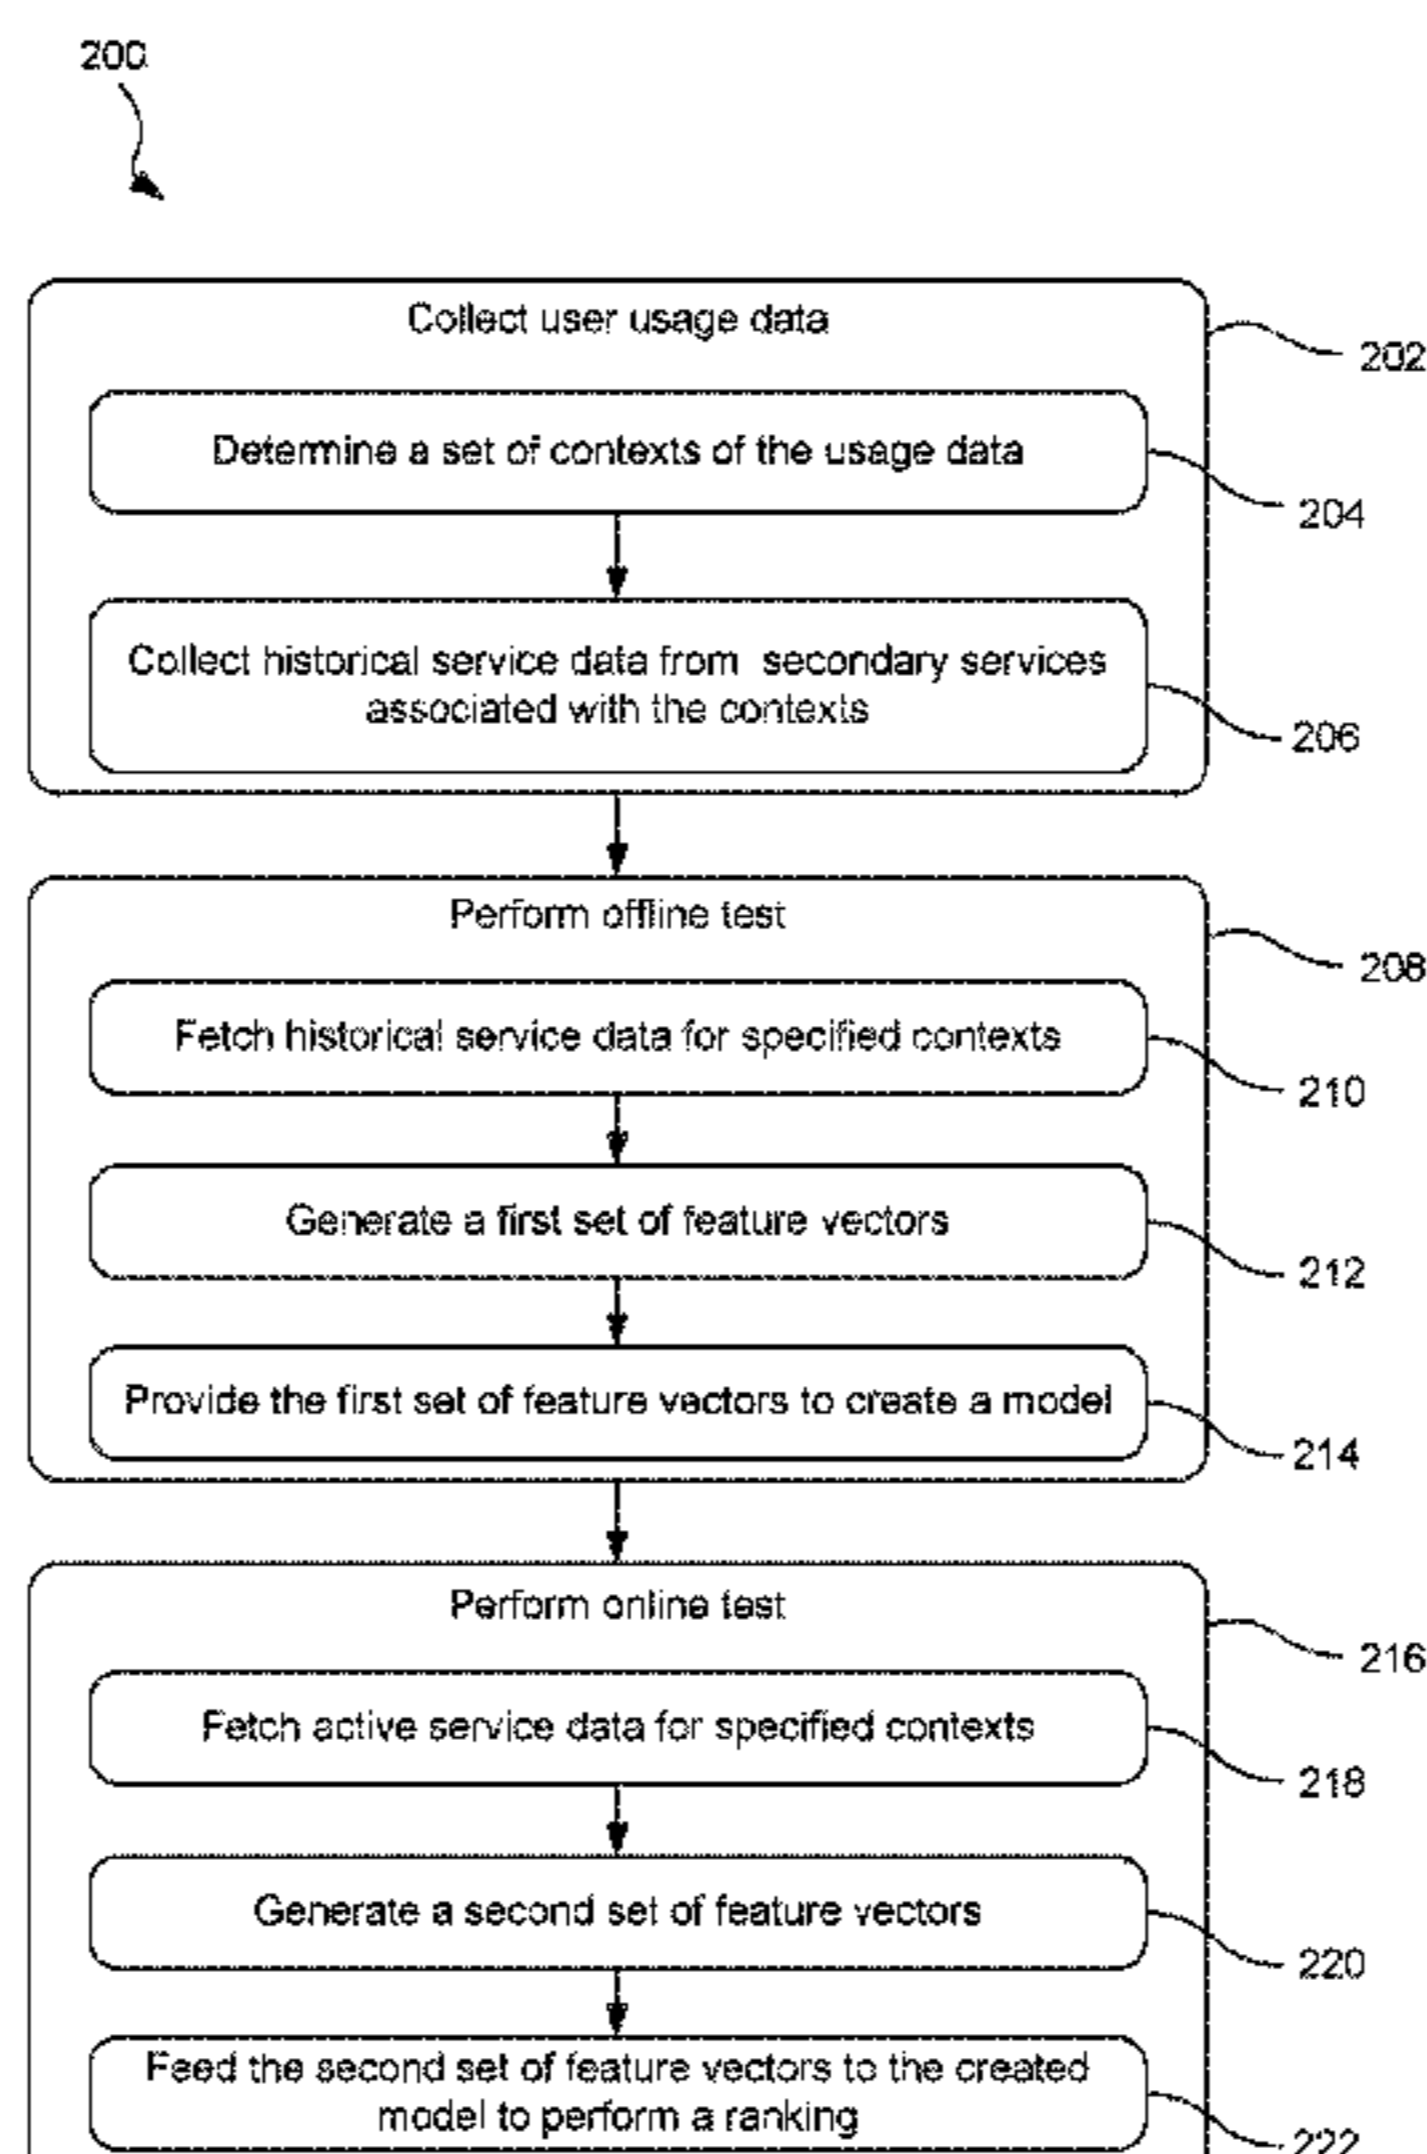 200
Collect user usage data
202
Determine a set of contexts of the usage data
204
Collect historical service data from secondary services
associated with the contexts
206
Perform offline test
208
Fetch historical service data for specified contexts
210
Generate a first set of feature vectors
212
Provide the first set of feature vectors to create a model
214
Perform online test
216
Fetch active service data for specified contexts
218
Generate a second set of feature vectors
220
Feed the second set of feature vectors to the created
model to perform a ranking
222